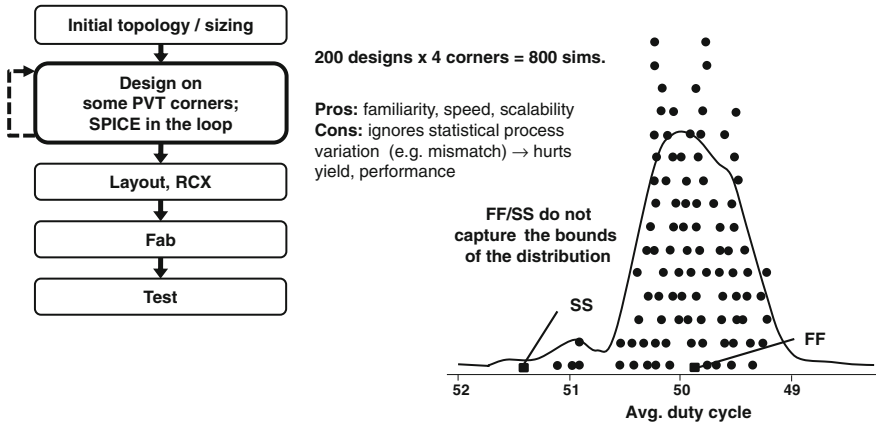 Initial topology / sizing
Design on
some PVT corners;
SPICE in the loop
Layout, RCX
Fab
Test
200 designs x 4 corners = 800 sims.
Pros: familiarity, speed, scalability
Cons: ignores statistical process
variation (e.g. mismatch) → hurts
yield, performance
FF/SS do not
capture the bounds
of the distribution
SS
FF
52 51 50 49
Avg. duty cycle